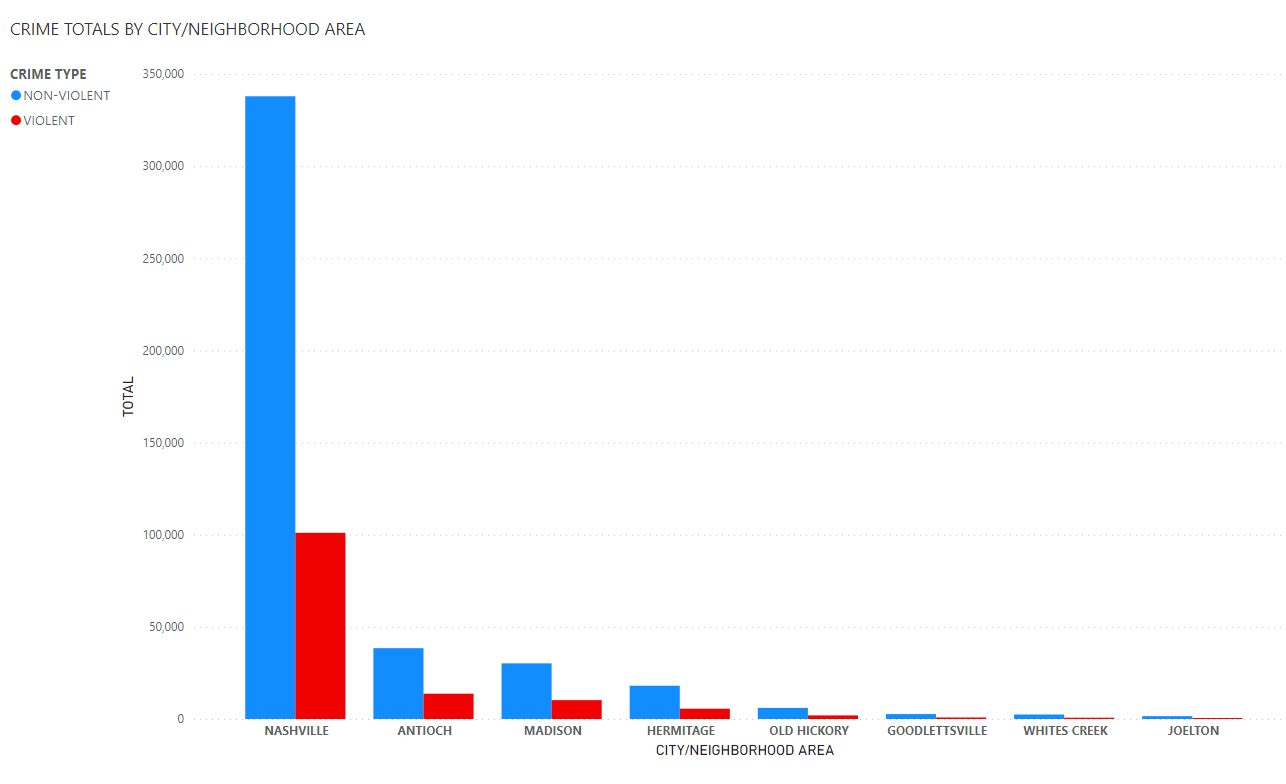 CRIME TOTALS BY CITY/NEIGHBORHOOD AREA
CRIME TYPE
NON-VIOLENT
VIOLENT
350,000
300,000
250,000
200,000
150,000
100,000
50,000
0
TOTAL
NASHVILLE
ANTIOCH
MADISON
HERMITAGE
OLD HICKORY
GOODLETTSVILLE
WHITES CREEK
JOELTON
CITY/NEIGHBORHOOD AREA